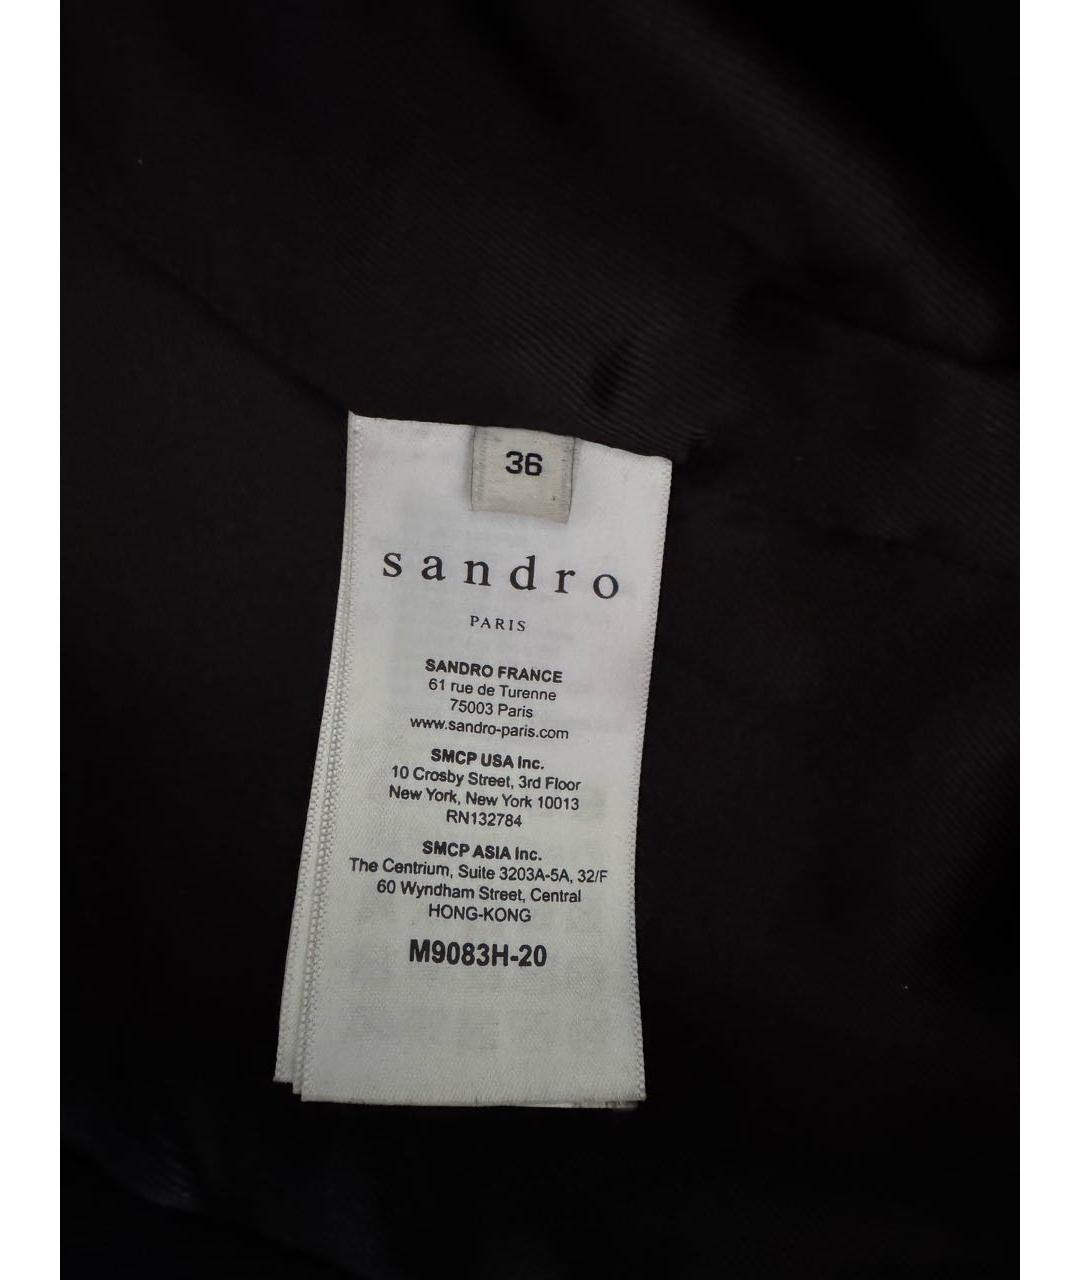 36
sandro
PARIS
SANDRO FRANCE
61 rue de Turenne
75003 Paris
www.sandro-paris.com
SMCP USA Inc.
10 Crosby Street, 3rd Floor
New York, New York 10013
RN132784
SMCP ASIA Inc.
The Centrium, Suite 3203A-5A, 32/F
60 Wyndham Street, Central
HONG-KONG
M9083H-20